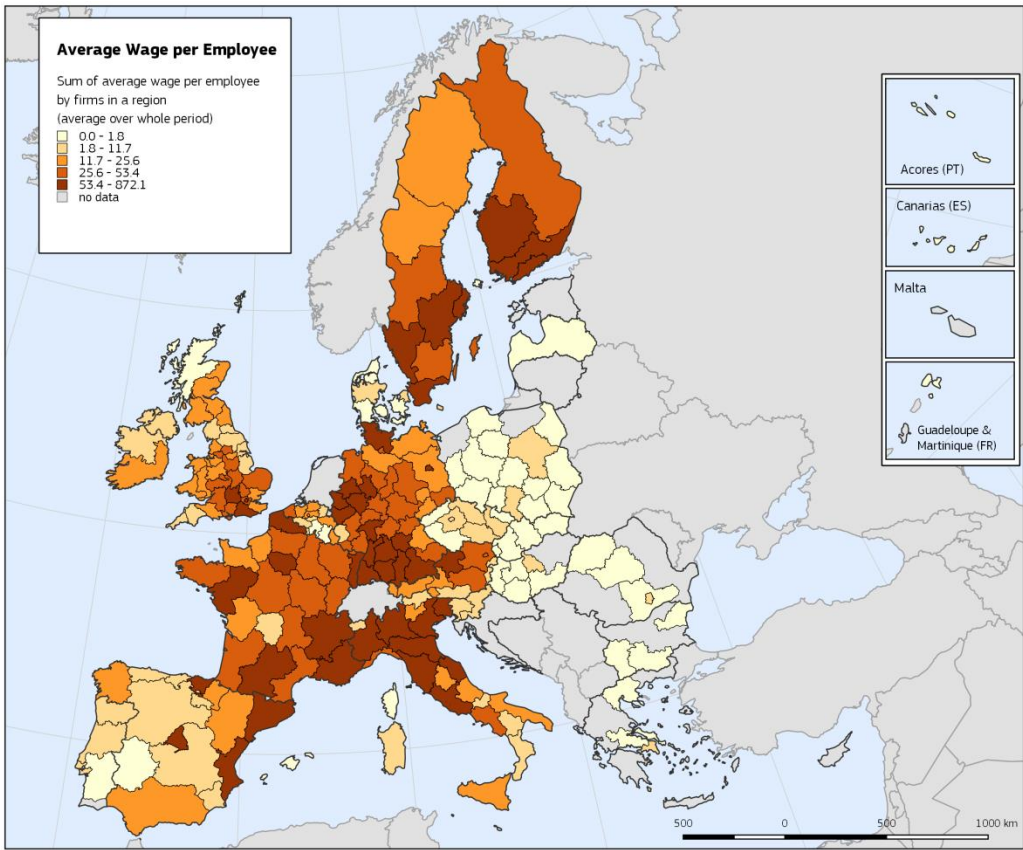 Average Wage per Employee
Sum of average wage per employee
by firms in a region
(average over whole period)
0.0 - 1.8
1.8 - 11.7
11.7 - 25.6
25.6 - 53.4
53.4 - 872.1
no data
Acores (PT)
Canarias (ES)
Malta
Guadeloupe &
Martinique (FR)
500 0 500 1000 km